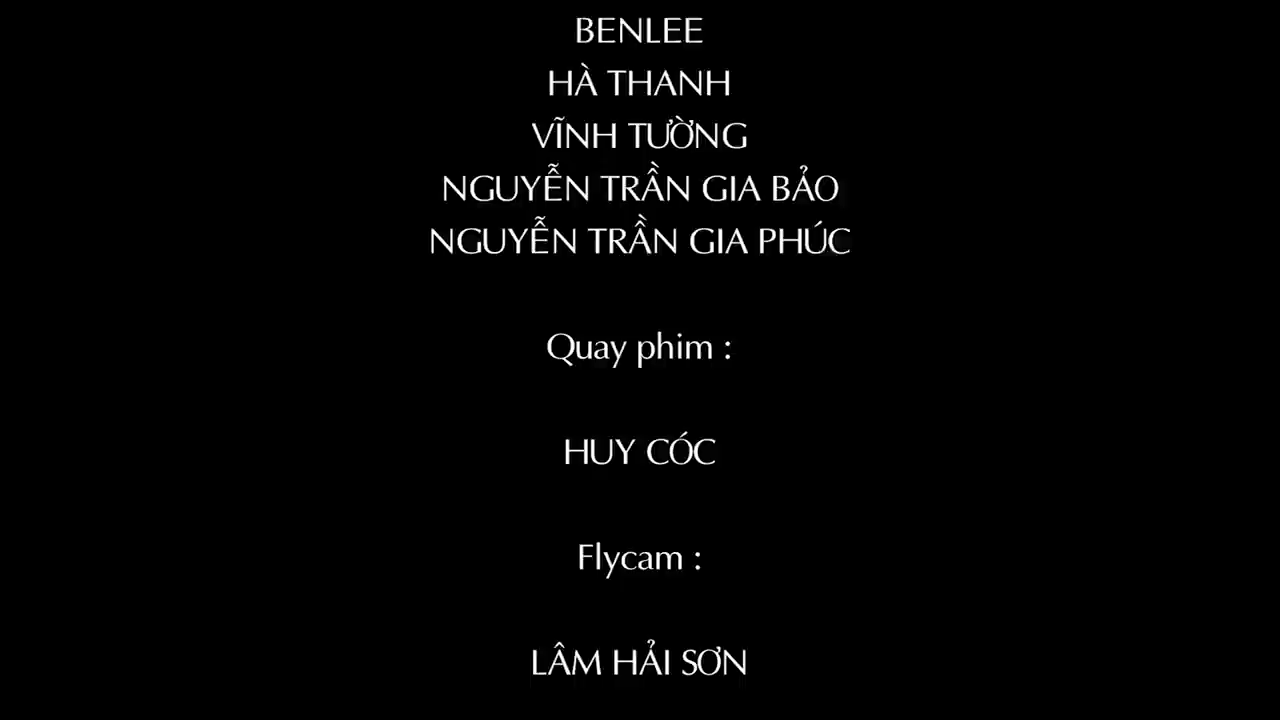 BENLEE
HÀ THANH
VĨNH TƯỜNG
NGUYỄN TRẦN GIA BẢO
NGUYỄN TRẦN GIA PHÚC
Quay phim :
HUY CÓC
Flycam :
LÂM HẢI SƠN